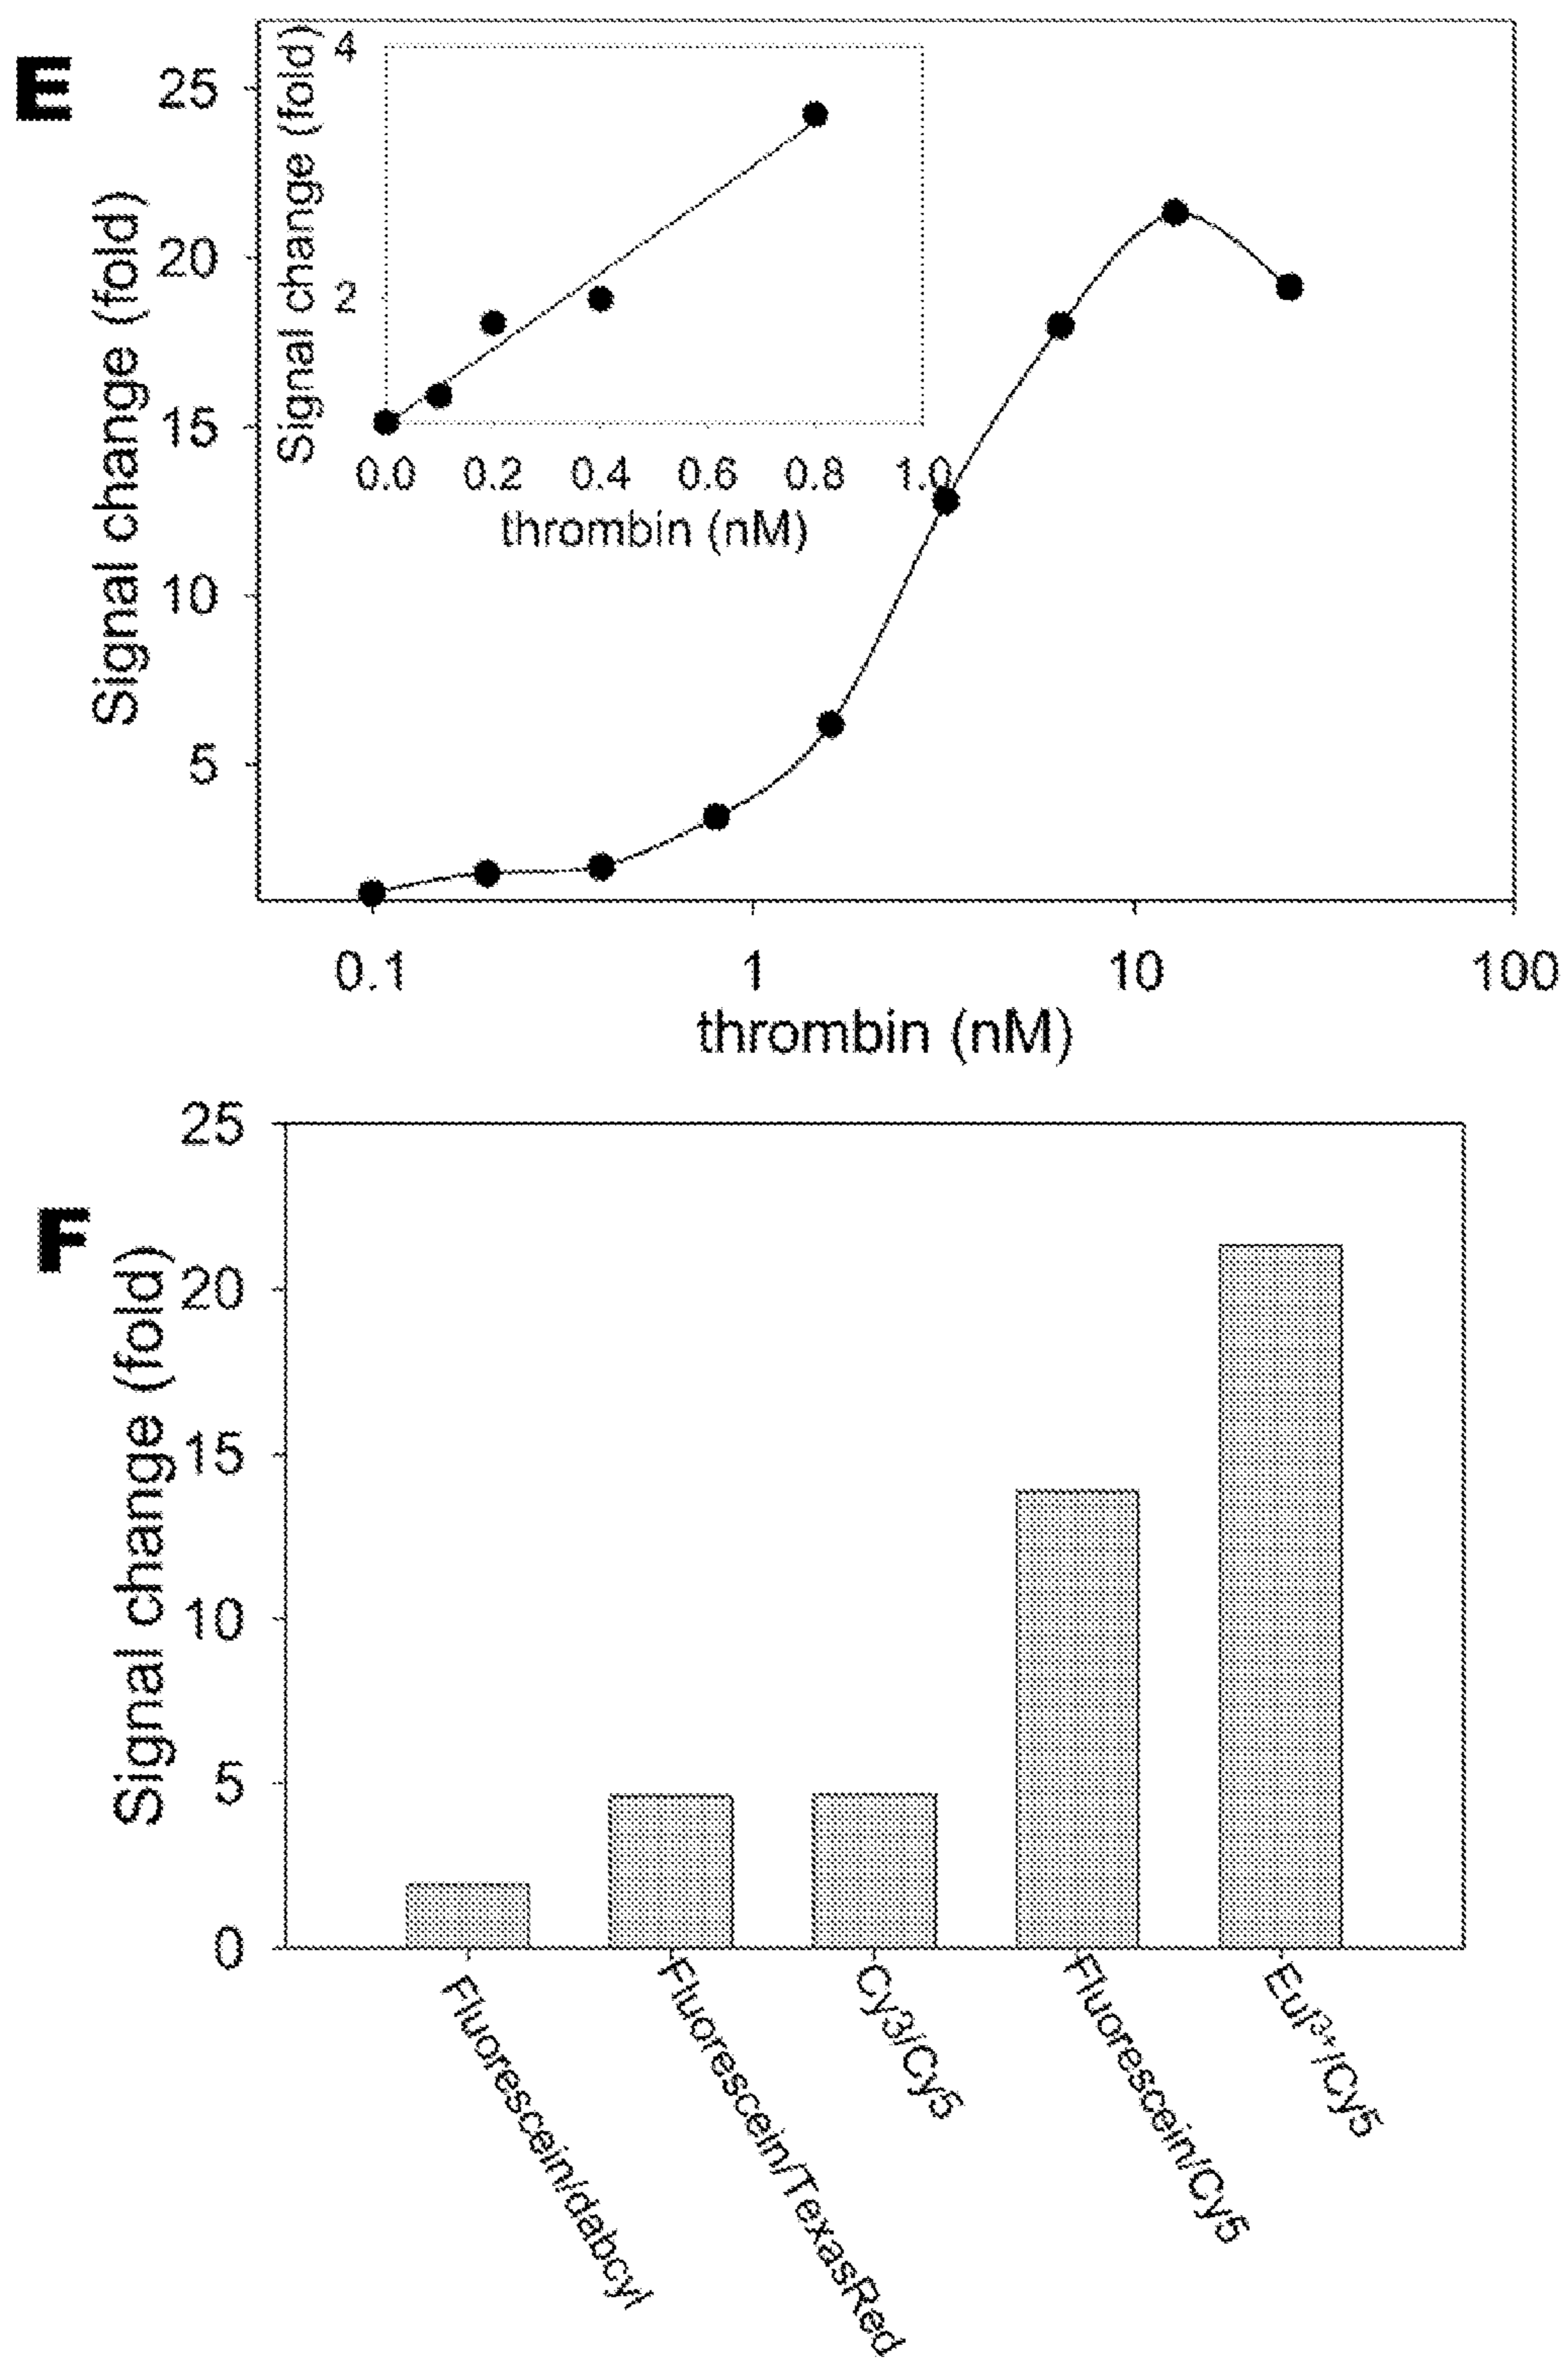 E
Signal change (fold)
25
20
15
10
5
Signal change (fold)
4
2
0.0 0.2 0.4 0.6 0.8 1.0
thrombin (nM)
0.1 1 10 100
thrombin (nM)
F
Signal change (fold)
25
20
15
10
5
0
Fluorescein/dabcyl
Fluorescein/TexasRed
Cy3/Cy5
Fluorescein/Cy5
/Cy5